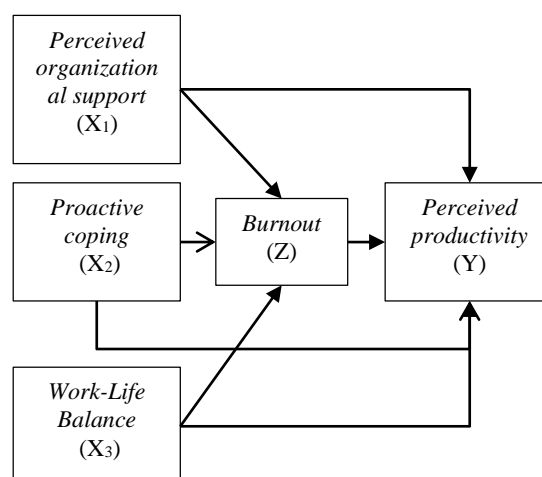 Perceived
organization
al support
(X₁)
Proactive
coping
(X₂)
Burnout
(Z)
Perceived
productivity
(Y)
Work-Life
Balance
(X₃)